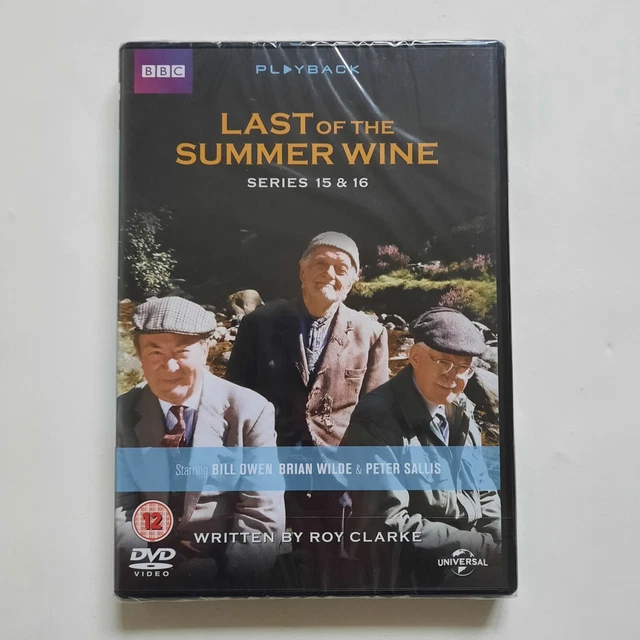 BBC
PLAYBACK
LAST OF THE
SUMMER WINE
SERIES 15 & 16
Starring BILL OWEN BRIAN WILDE & PETER SALLIS
12
WRITTEN BY ROY CLARKE
DVD
VIDEO
UNIVERSAL